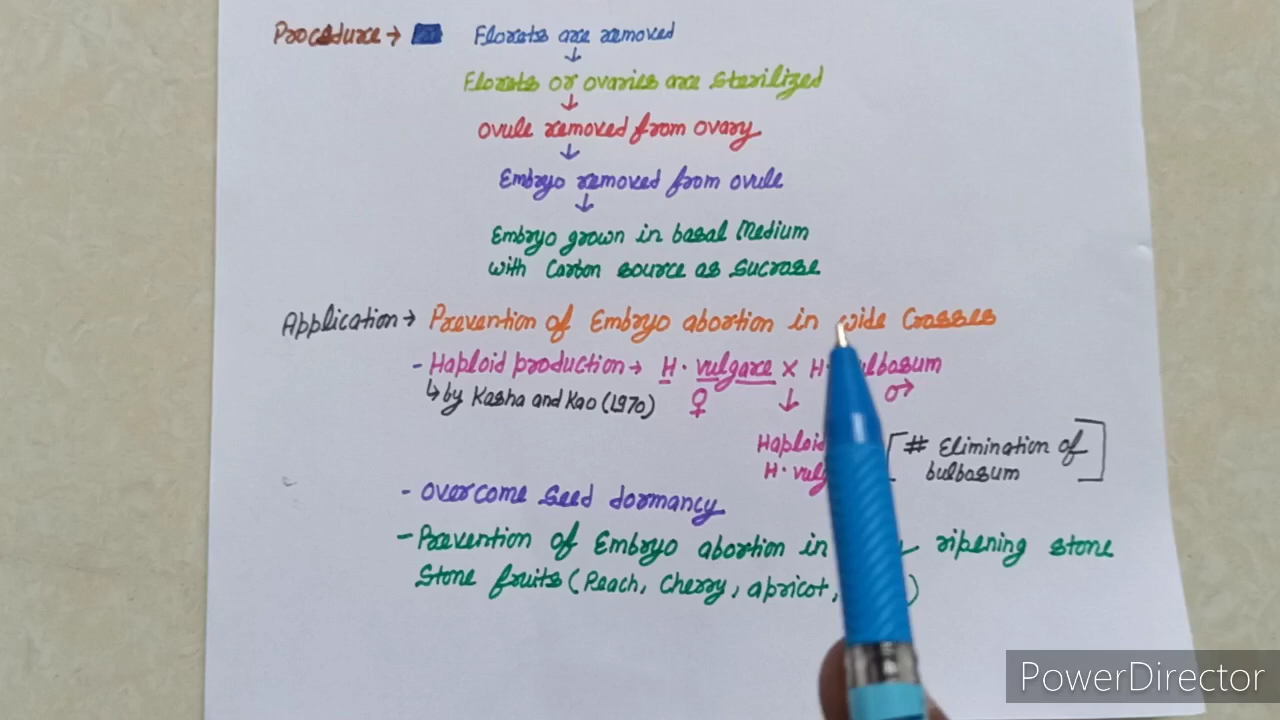 Procedure → Florets are removed
↓
Florets or ovaries are sterilized
↓
Ovule removed from ovary
↓
Embryo removed from ovule
↓
Embryo grown in basal Medium
with Carbon source as sucrose
Application → Prevention of Embryo abortion in wide Crosses
- Haploid production → H. vulgare × H.
↳ by Kasha and Kao (1970) ♀ ↓ ♂
Haploid [# Elimination of
H. bulbosum]
- overcome seed dormancy
- Prevention of Embryo abortion in ripening stone
stone fruits (Peach, Cherry, apricot, )
PowerDirector